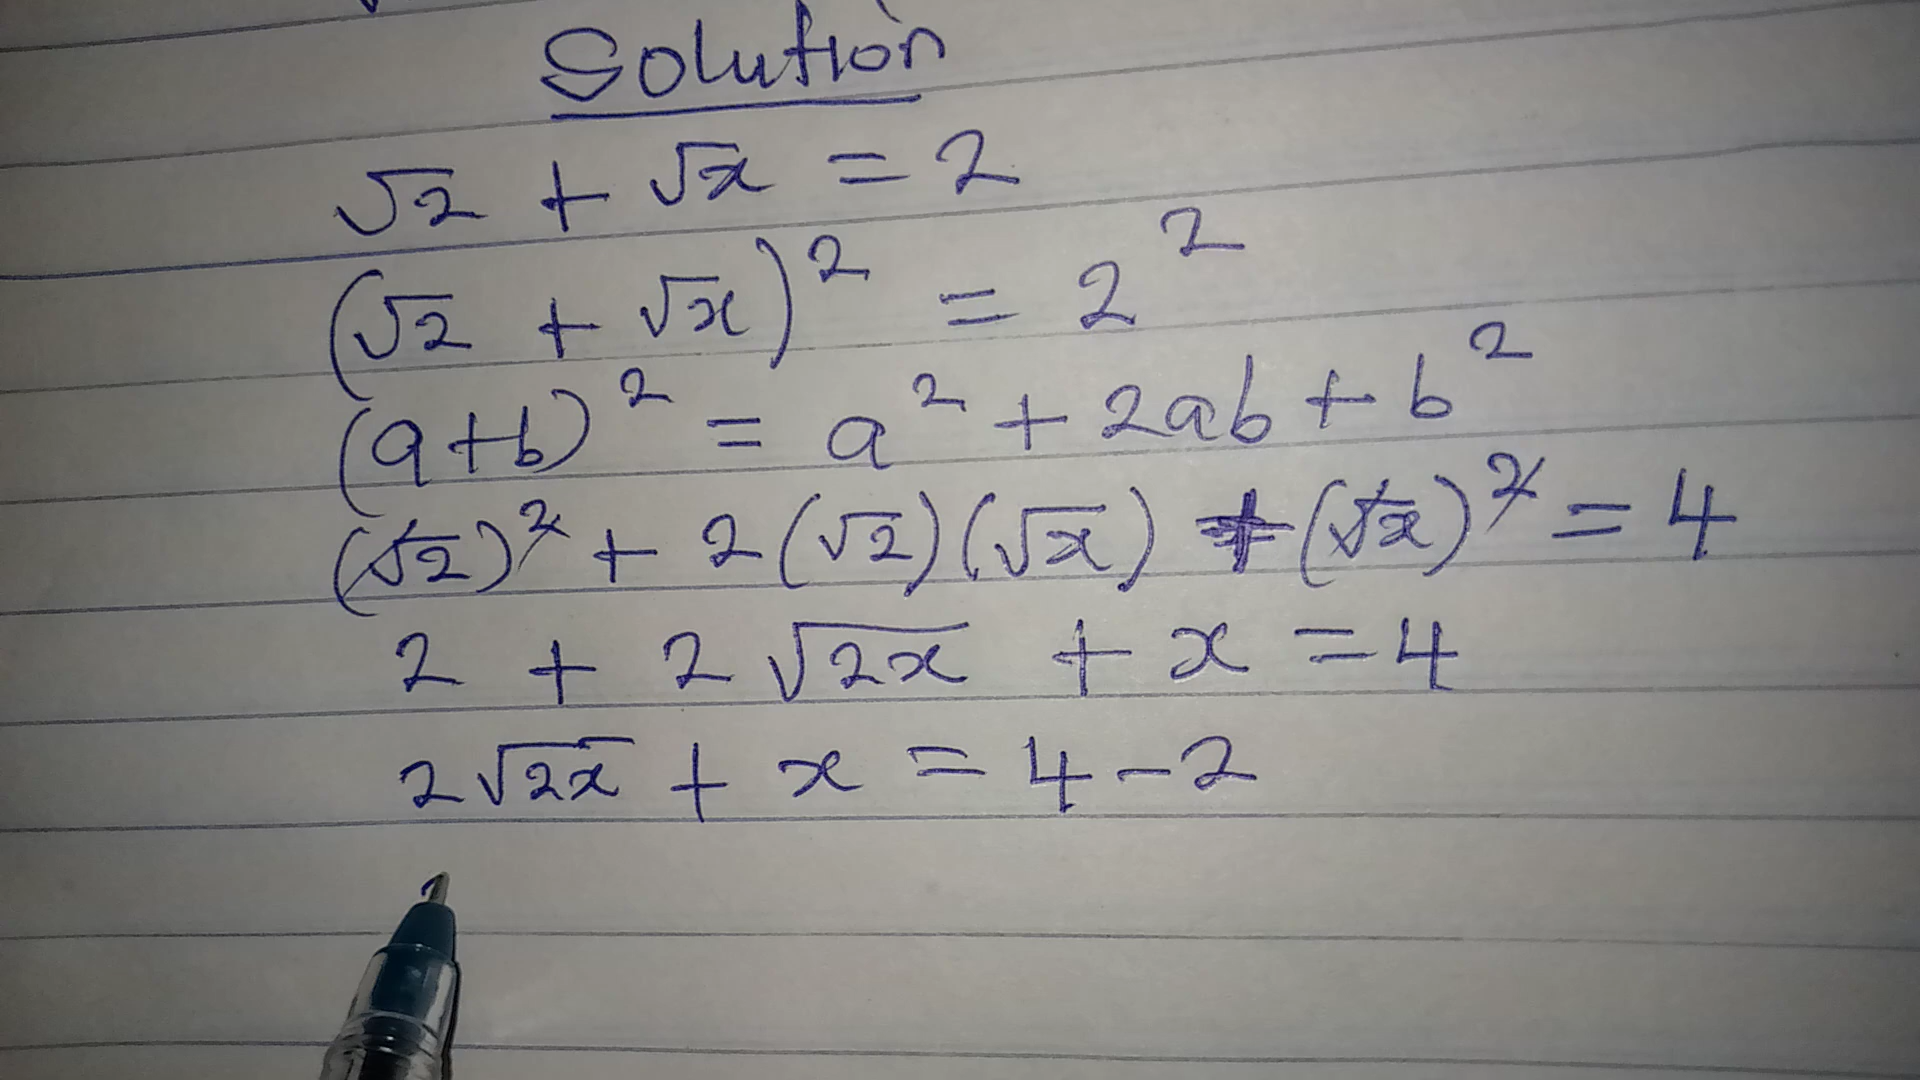 Solution
√2 + √x = 2
(√2 + √x)² = 2²
(a+b)² = a² + 2ab + b²
(√2)² + 2(√2)(√x) + (√x)² = 4
2 + 2√2x + x = 4
2√2x + x = 4 - 2